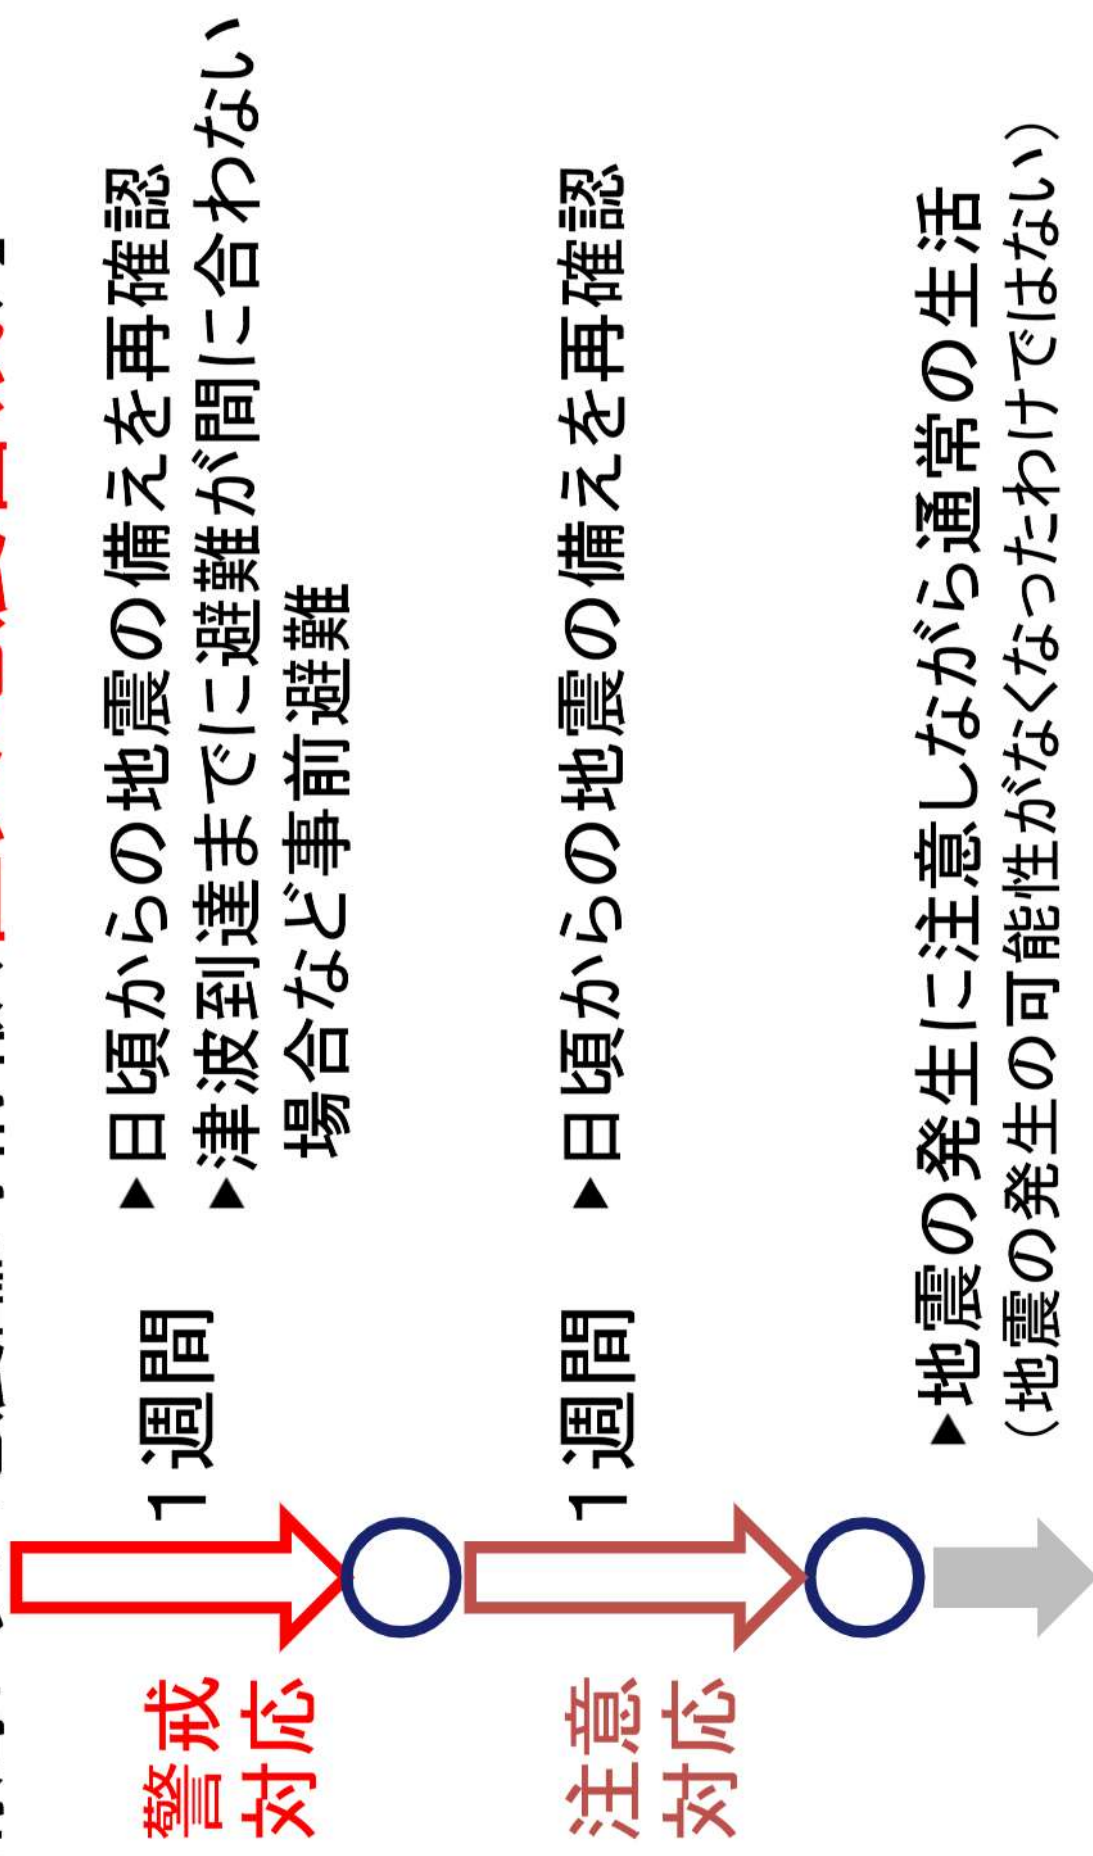 警戒
対応
1週間
▶日頃からの地震の備えを再確認
▶津波到達までに避難が間に合わない
場合など事前避難
注意
対応
1週間
▶日頃からの地震の備えを再確認
▶地震の発生に注意しながら通常の生活
（地震の発生の可能性がなくなったわけではない）